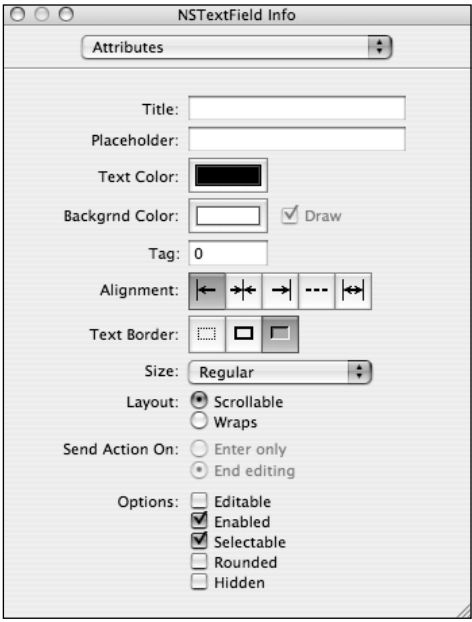 NSTextField Info
Attributes
Title:
Placeholder:
Text Color:
Backgrnd Color: Draw
Tag: 0
Alignment:
Text Border:
Size: Regular
Layout: Scrollable
Wraps
Send Action On: Enter only
End editing
Options: Editable
Enabled
Selectable
Rounded
Hidden